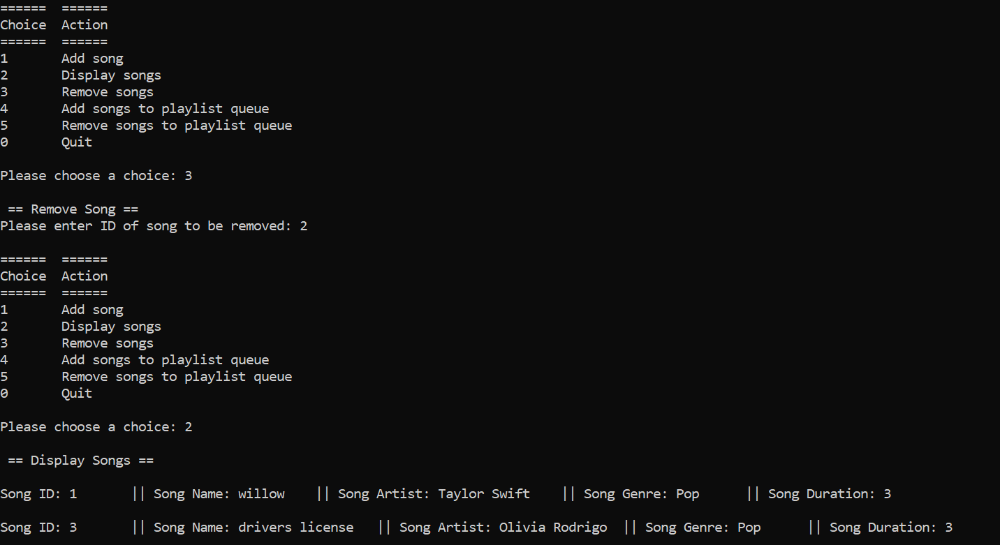 ======  ======
Choice  Action
======  ======
1       Add song
2       Display songs
3       Remove songs
4       Add songs to playlist queue
5       Remove songs to playlist queue
0       Quit
Please choose a choice: 3
 == Remove Song ==
Please enter ID of song to be removed: 2
======  ======
Choice  Action
======  ======
1       Add song
2       Display songs
3       Remove songs
4       Add songs to playlist queue
5       Remove songs to playlist queue
0       Quit
Please choose a choice: 2
 == Display Songs ==
Song ID: 1       || Song Name: willow    || Song Artist: Taylor Swift    || Song Genre: Pop      || Song Duration: 3
Song ID: 3       || Song Name: drivers license   || Song Artist: Olivia Rodrigo  || Song Genre: Pop      || Song Duration: 3